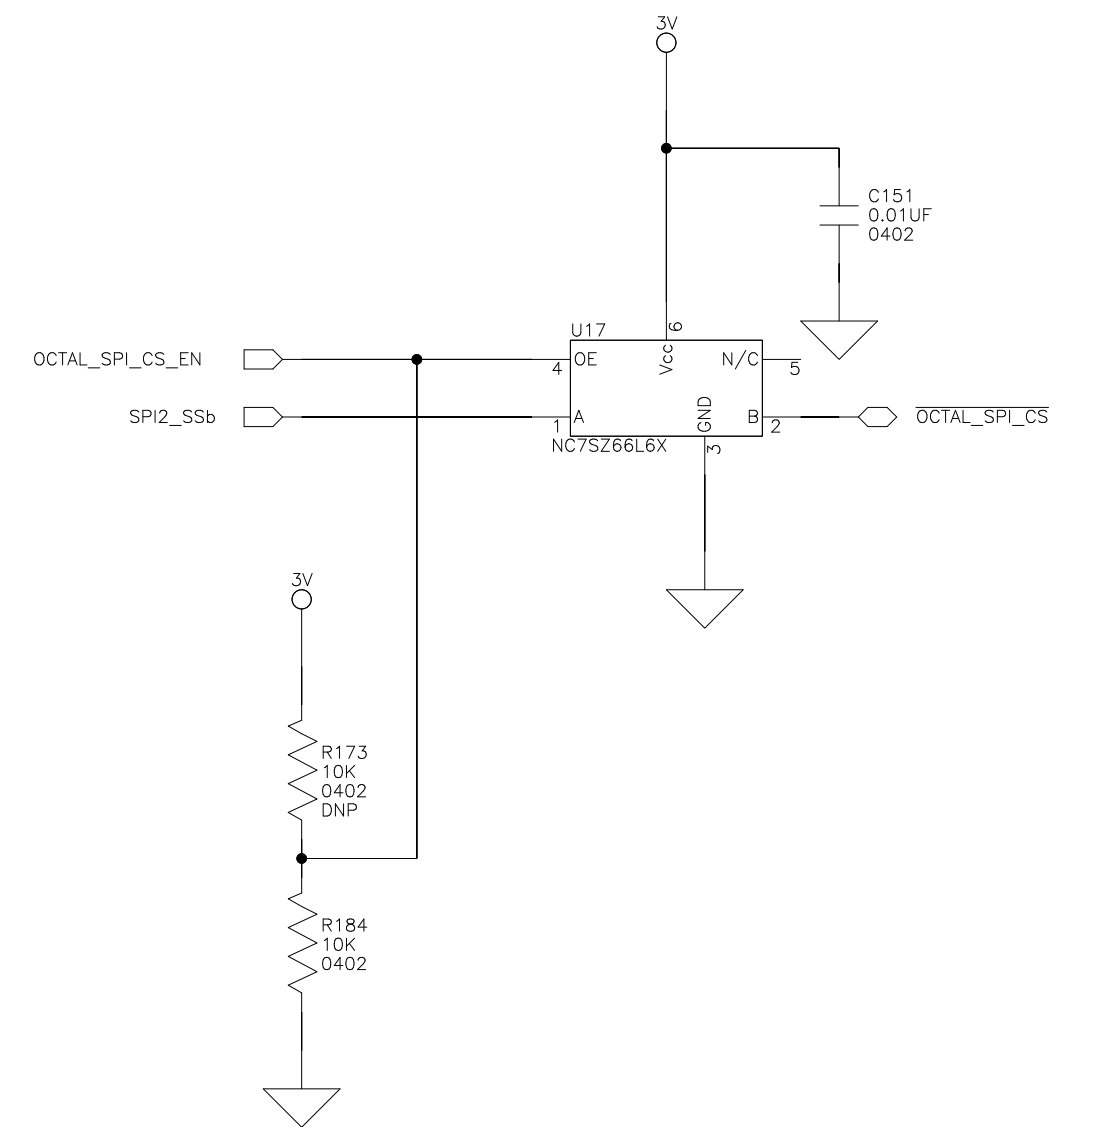 3V
C151
0.01UF
0402
U17
6
OCTAL_SPI_CS_EN
4
OE
Vcc
N/C
5
SPI2_SSb
1
A
GND
B
2
OCTAL_SPI_CS
NC7SZ66L6X
3
3V
R173
10K
0402
DNP
R184
10K
0402